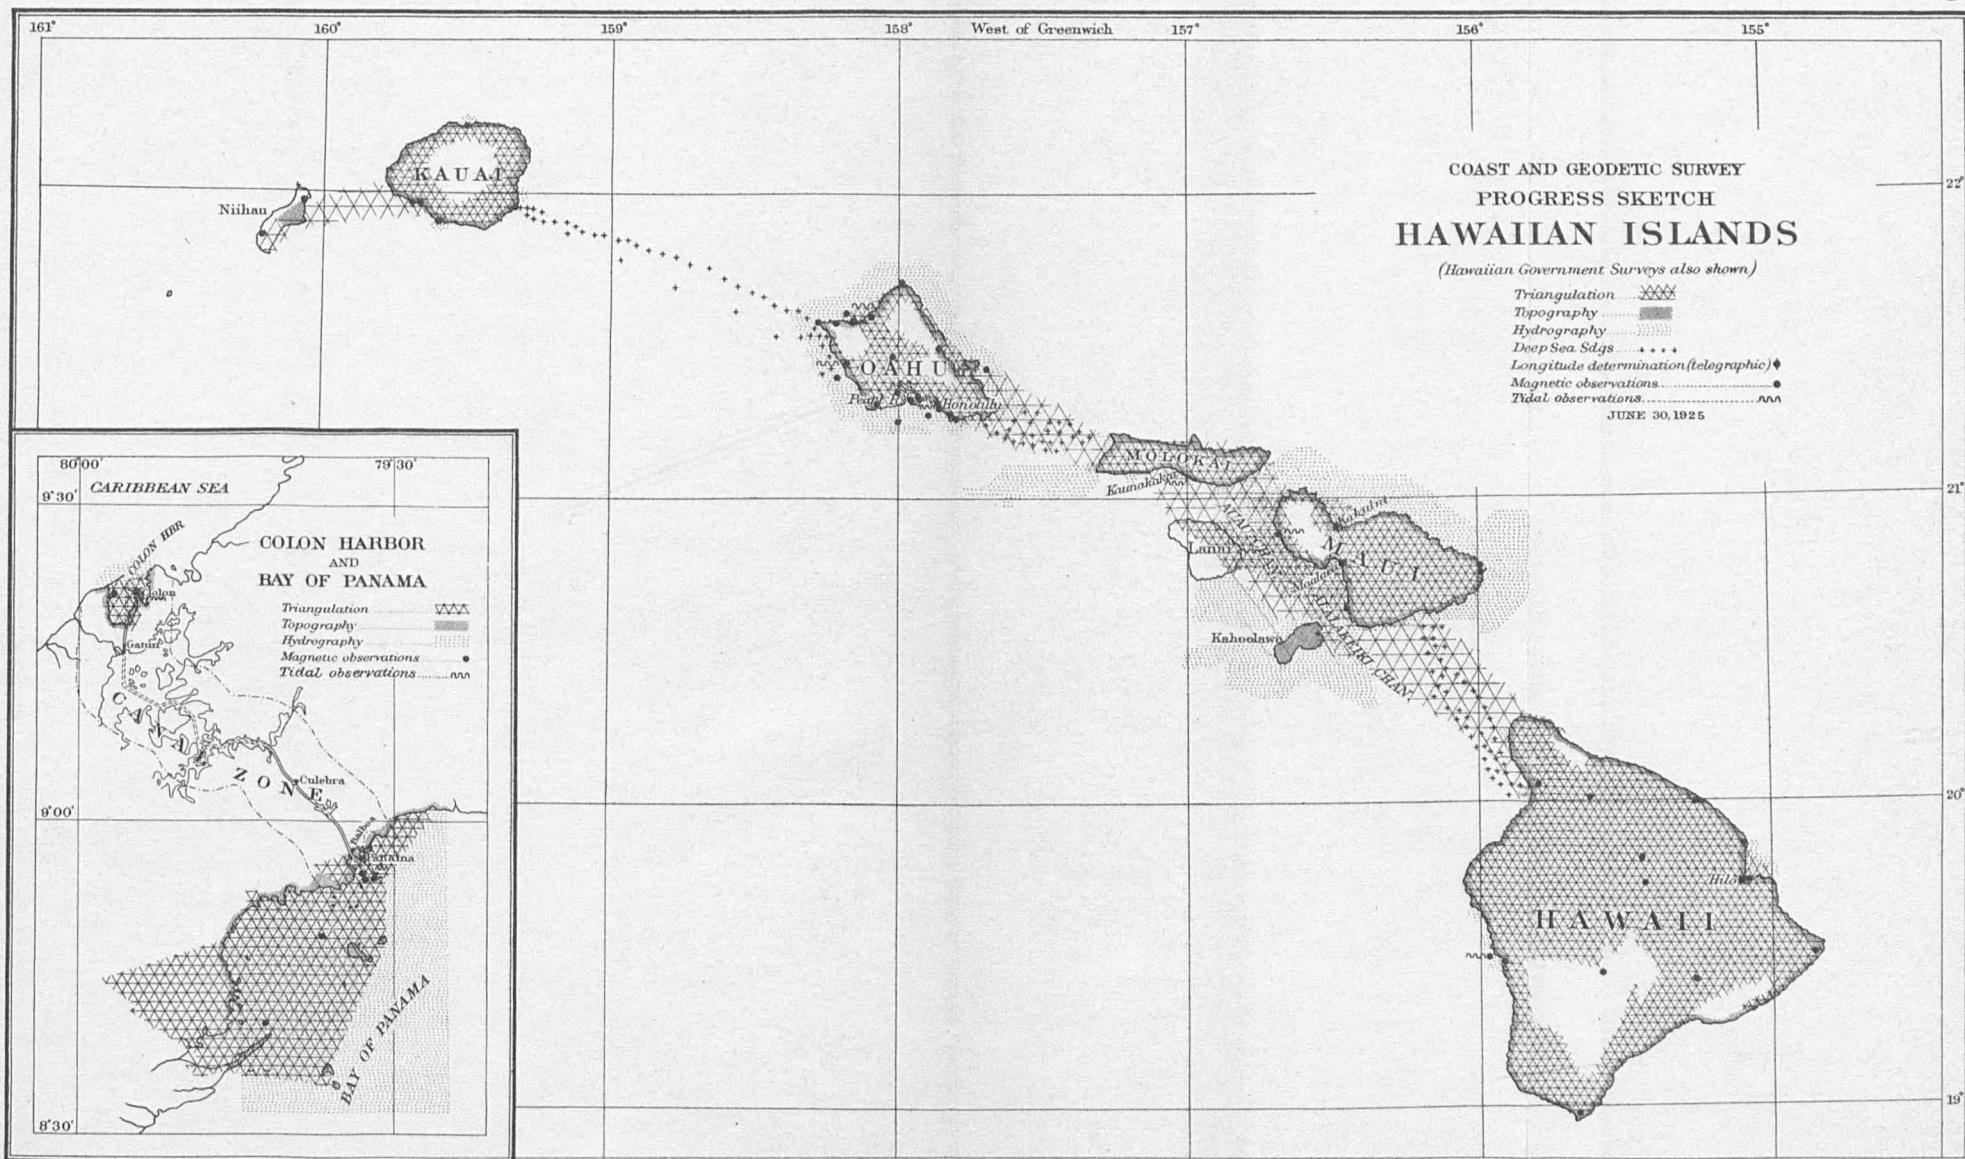 161°
160°
159°
158°
West of Greenwich
157°
156°
155°
22°
21°
20°
19°
COAST AND GEODETIC SURVEY
PROGRESS SKETCH
HAWAIIAN ISLANDS
(Hawaiian Government Surveys also shown)
Triangulation
Topography
Hydrography
Deep Sea Sdgs
Longitude determination (telegraphic)
Magnetic observations
Tidal observations
JUNE 30, 1925
KAUAI
Niihau
OAHU
Honolulu
MOLOKAI
Kaunakakai
Lanai
Kahului
MAUI
Kahoolawe
ALALAKEIKI CHAN.
HAWAII
Hilo
80°00'
79°30'
CARIBBEAN SEA
9°30'
COLON HBR
COLON HARBOR
AND
BAY OF PANAMA
Triangulation
Topography
Hydrography
Magnetic observations
Tidal observations
Colon
Gatun
CANAL
ZONE
Culebra
9°00'
Balboa
Panama
BAY OF PANAMA
8°30'